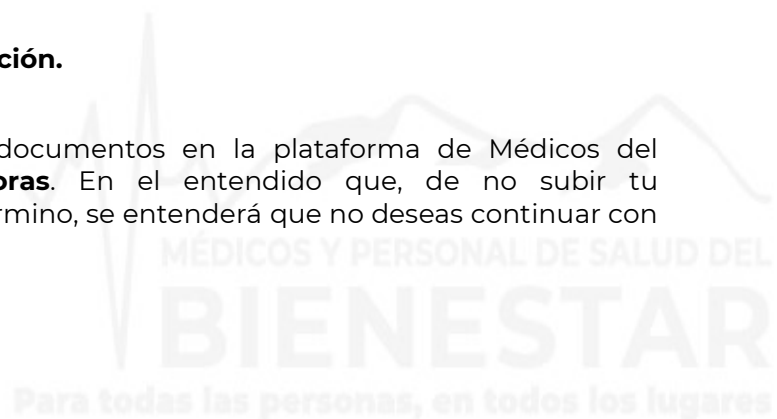 ción.
documentos en la plataforma de Médicos del
oras. En el entendido que, de no subir tu
rmino, se entenderá que no deseas continuar con
MÉDICOS Y PERSONAL DE SALUD DEL
BIENESTAR
Para todas las personas, en todos los lugares